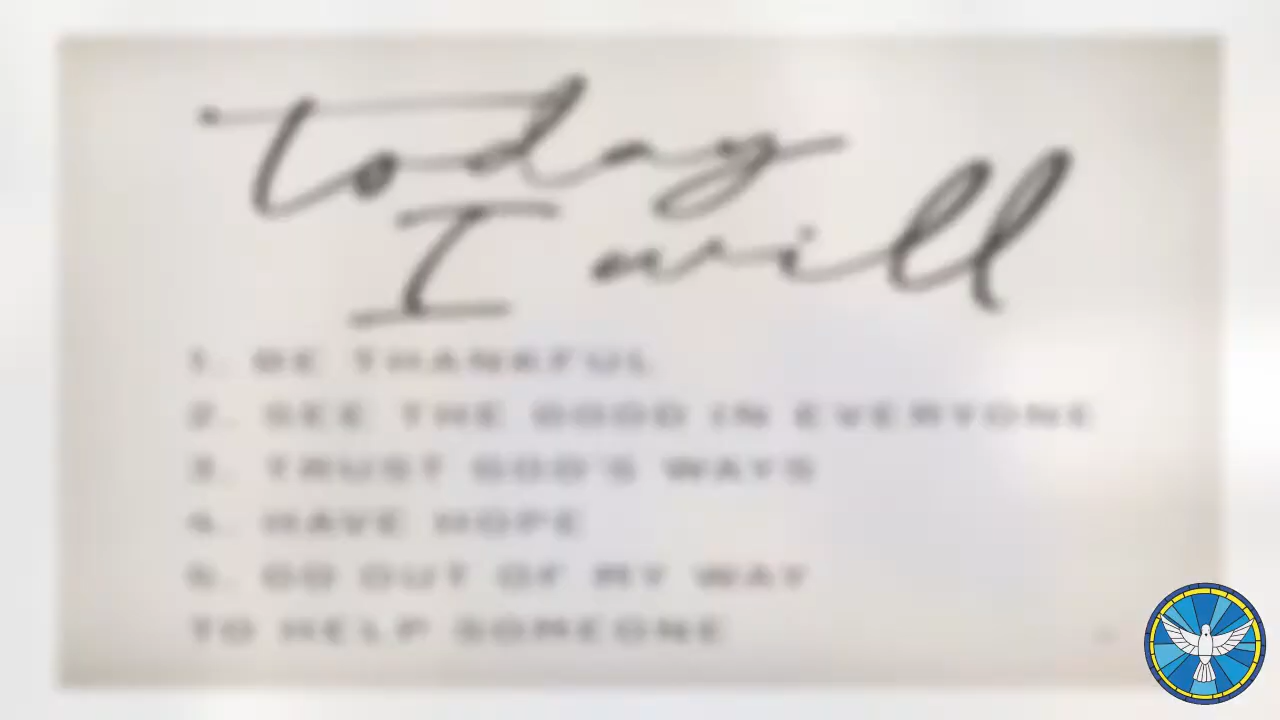 today
I will
1. BE THANKFUL
2. SEE THE GOOD IN EVERYONE
3. TRUST GOD'S WAYS
4. HAVE HOPE
5. GO OUT OF MY WAY
TO HELP SOMEONE